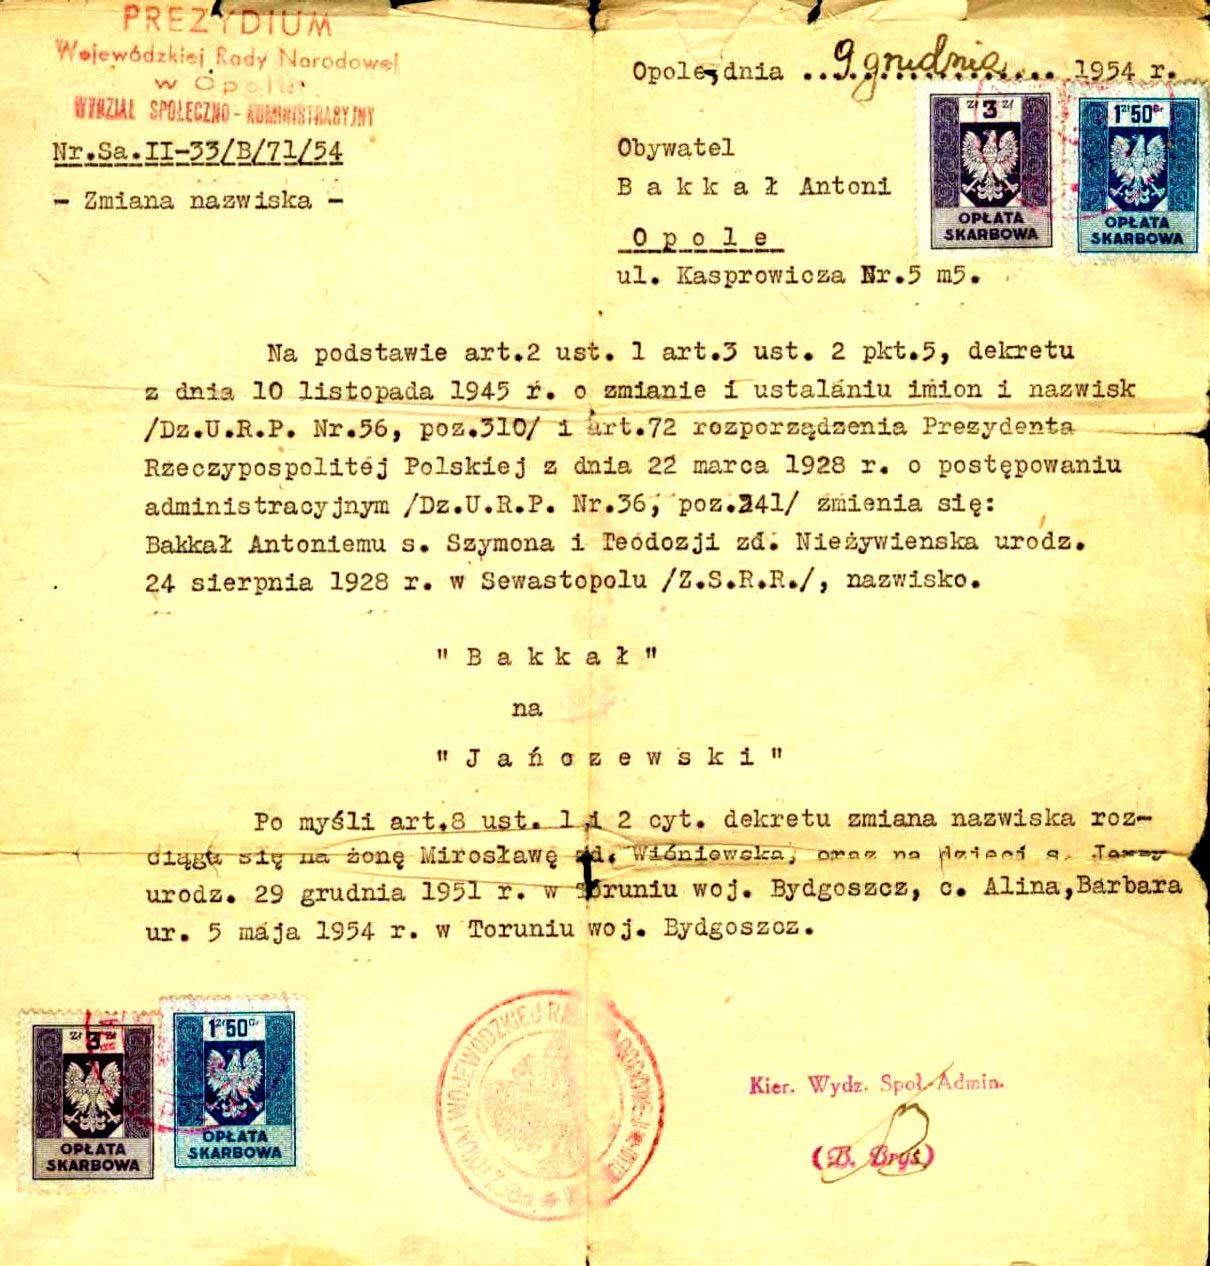 PREZYDIUM
Wojewódzkiej Rady Narodowej
w Opolu
WYDZIAŁ SPOŁECZNO-ADMINISTRACYJNY
Nr.Sa.II-33/B/71/54
- Zmiana nazwiska -
Opole, dnia 9 grudnia 1954 r.
Obywatel
Bakkał Antoni
Opole
ul. Kasprowicza Nr.5 m5.
zł 3 zł
OPŁATA
SKARBOWA
1 zł 50 gr
OPŁATA
SKARBOWA
Na podstawie art.2 ust. 1 art.3 ust. 2 pkt.5, dekretu
z dnia 10 listopada 1945 r. o zmianie i ustalaniu imion i nazwisk
/Dz.U.R.P. Nr.56, poz.310/ i art.72 rozporządzenia Prezydenta
Rzeczypospolitej Polskiej z dnia 22 marca 1928 r. o postępowaniu
administracyjnym /Dz.U.R.P. Nr.36, poz.341/ zmienia się:
Bakkał Antoniemu s. Szymona i Teodozji zd. Nieżywienska urodz.
24 sierpnia 1928 r. w Sewastopolu /Z.S.R.R./, nazwisko.
"Bakkał"
na
"Jańczewski"
Po myśli art.8 ust. 1 i 2 cyt. dekretu zmiana nazwiska roz-
ciąga się na żonę Mirosławę zd. Wiśniewska, oraz na dzieci s. Jerzy
urodz. 29 grudnia 1951 r. w Toruniu woj. Bydgoszcz, c. Alina,Barbara
ur. 5 maja 1954 r. w Toruniu woj. Bydgoszcz.
zł 3 zł
OPŁATA
SKARBOWA
1 zł 50 gr
OPŁATA
SKARBOWA
WOJEWÓDZKIEJ RADY NARODOWEJ
Kier. Wydz. Społ-Admin.
(B. Bryś)